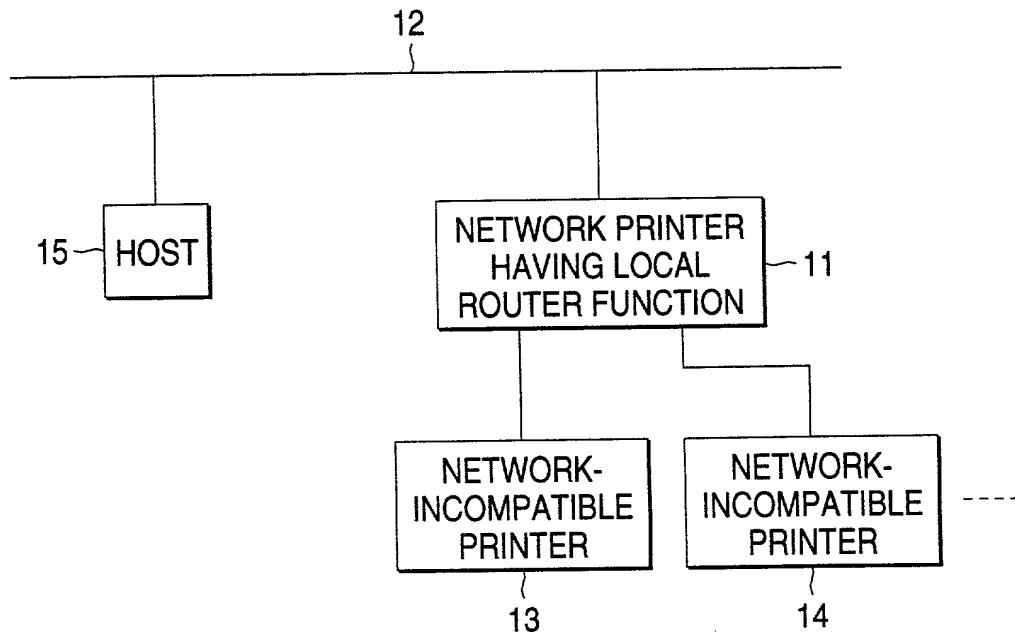 12
15
HOST
NETWORK PRINTER
HAVING LOCAL
ROUTER FUNCTION
11
NETWORK-
INCOMPATIBLE
PRINTER
13
NETWORK-
INCOMPATIBLE
PRINTER
14